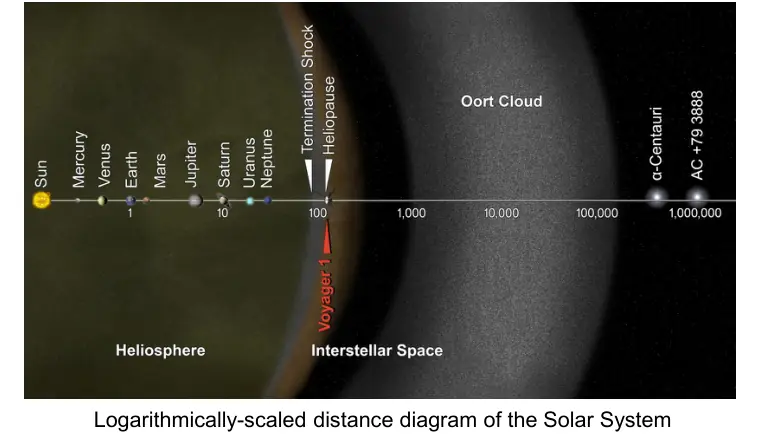 Sun
Mercury
Venus
Earth
Mars
Jupiter
Saturn
Uranus
Neptune
Termination Shock
Heliopause
Oort Cloud
α-Centauri
AC +79 3888
1
10
100
1,000
10,000
100,000
1,000,000
Voyager 1
Heliosphere
Interstellar Space
Logarithmically-scaled distance diagram of the Solar System